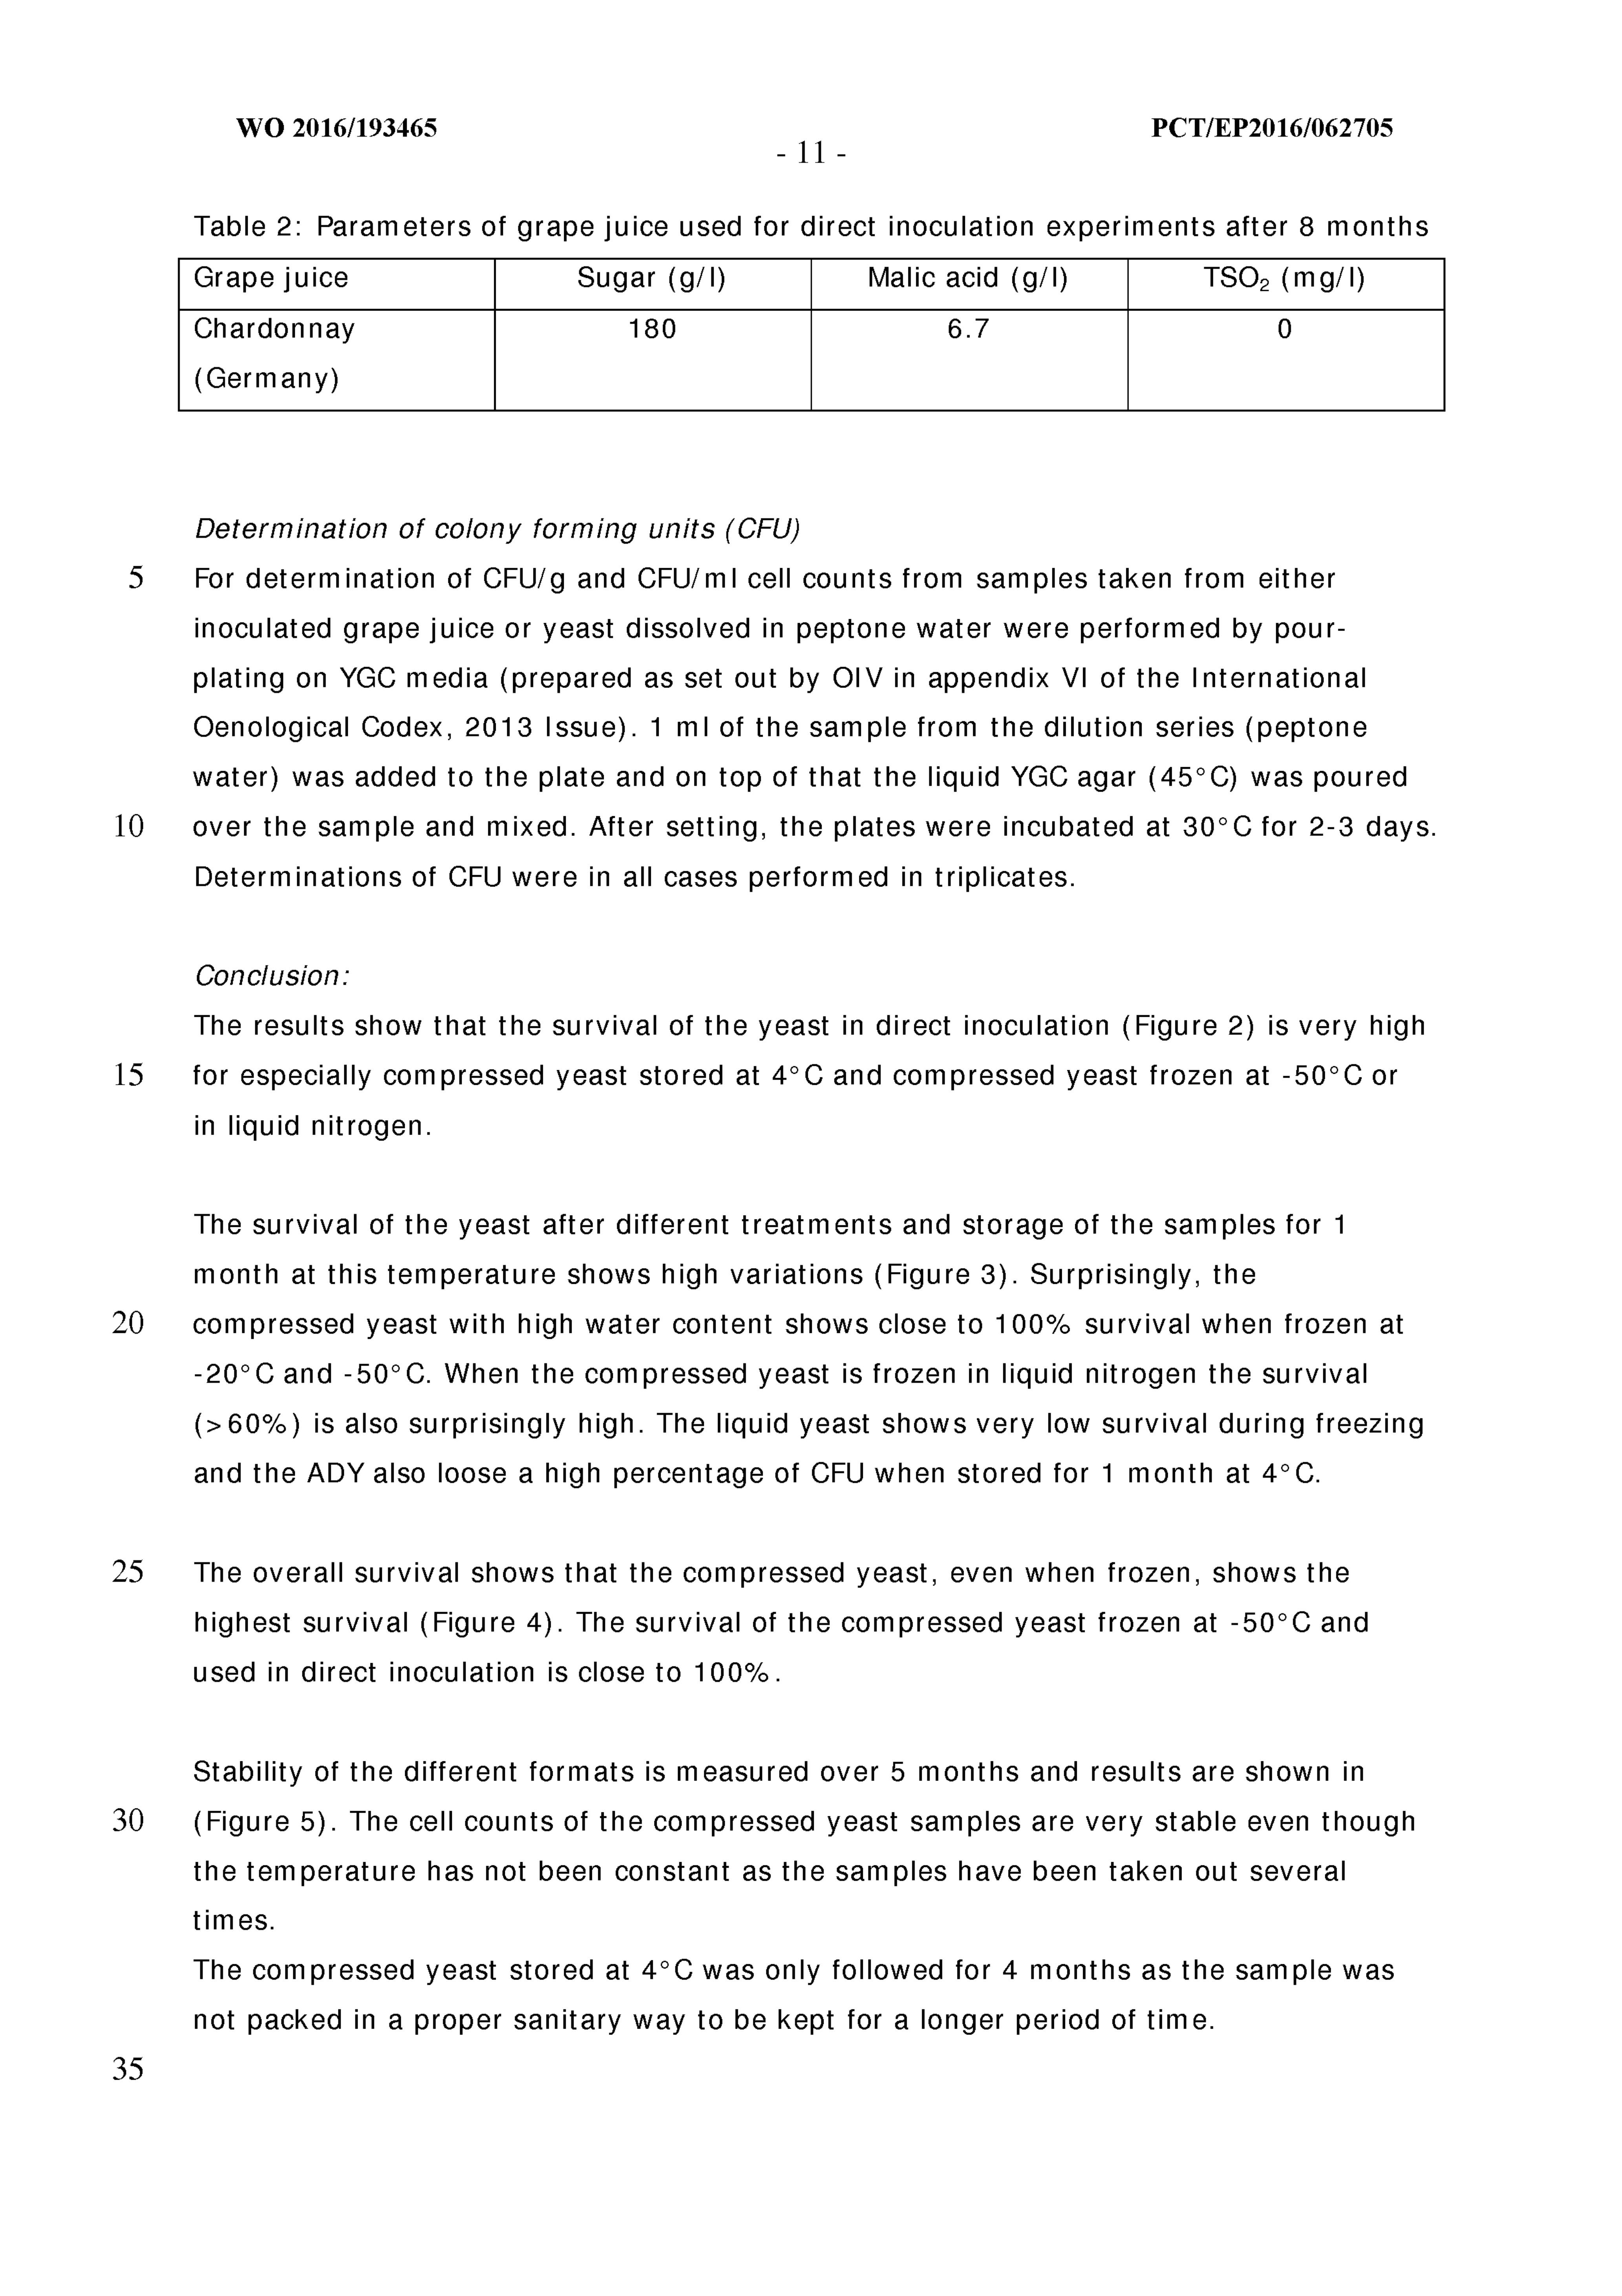 WO 2016/193465
PCT/EP2016/062705
- 11 -
Table 2: Parameters of grape juice used for direct inoculation experiments after 8 months
Grape juice Sugar (g/l) Malic acid (g/l) TSO₂ (mg/l)
Chardonnay 180 6.7 0
(Germany)
Determination of colony forming units (CFU)
5 For determination of CFU/g and CFU/ml cell counts from samples taken from either
inoculated grape juice or yeast dissolved in peptone water were performed by pour-
plating on YGC media (prepared as set out by OIV in appendix VI of the International
Oenological Codex, 2013 Issue). 1 ml of the sample from the dilution series (peptone
water) was added to the plate and on top of that the liquid YGC agar (45°C) was poured
10 over the sample and mixed. After setting, the plates were incubated at 30°C for 2-3 days.
Determinations of CFU were in all cases performed in triplicates.
Conclusion:
The results show that the survival of the yeast in direct inoculation (Figure 2) is very high
15 for especially compressed yeast stored at 4°C and compressed yeast frozen at -50°C or
in liquid nitrogen.
The survival of the yeast after different treatments and storage of the samples for 1
month at this temperature shows high variations (Figure 3). Surprisingly, the
20 compressed yeast with high water content shows close to 100% survival when frozen at
-20°C and -50°C. When the compressed yeast is frozen in liquid nitrogen the survival
(>60%) is also surprisingly high. The liquid yeast shows very low survival during freezing
and the ADY also loose a high percentage of CFU when stored for 1 month at 4°C.
25 The overall survival shows that the compressed yeast, even when frozen, shows the
highest survival (Figure 4). The survival of the compressed yeast frozen at -50°C and
used in direct inoculation is close to 100%.
Stability of the different formats is measured over 5 months and results are shown in
30 (Figure 5). The cell counts of the compressed yeast samples are very stable even though
the temperature has not been constant as the samples have been taken out several
times.
The compressed yeast stored at 4°C was only followed for 4 months as the sample was
not packed in a proper sanitary way to be kept for a longer period of time.
35